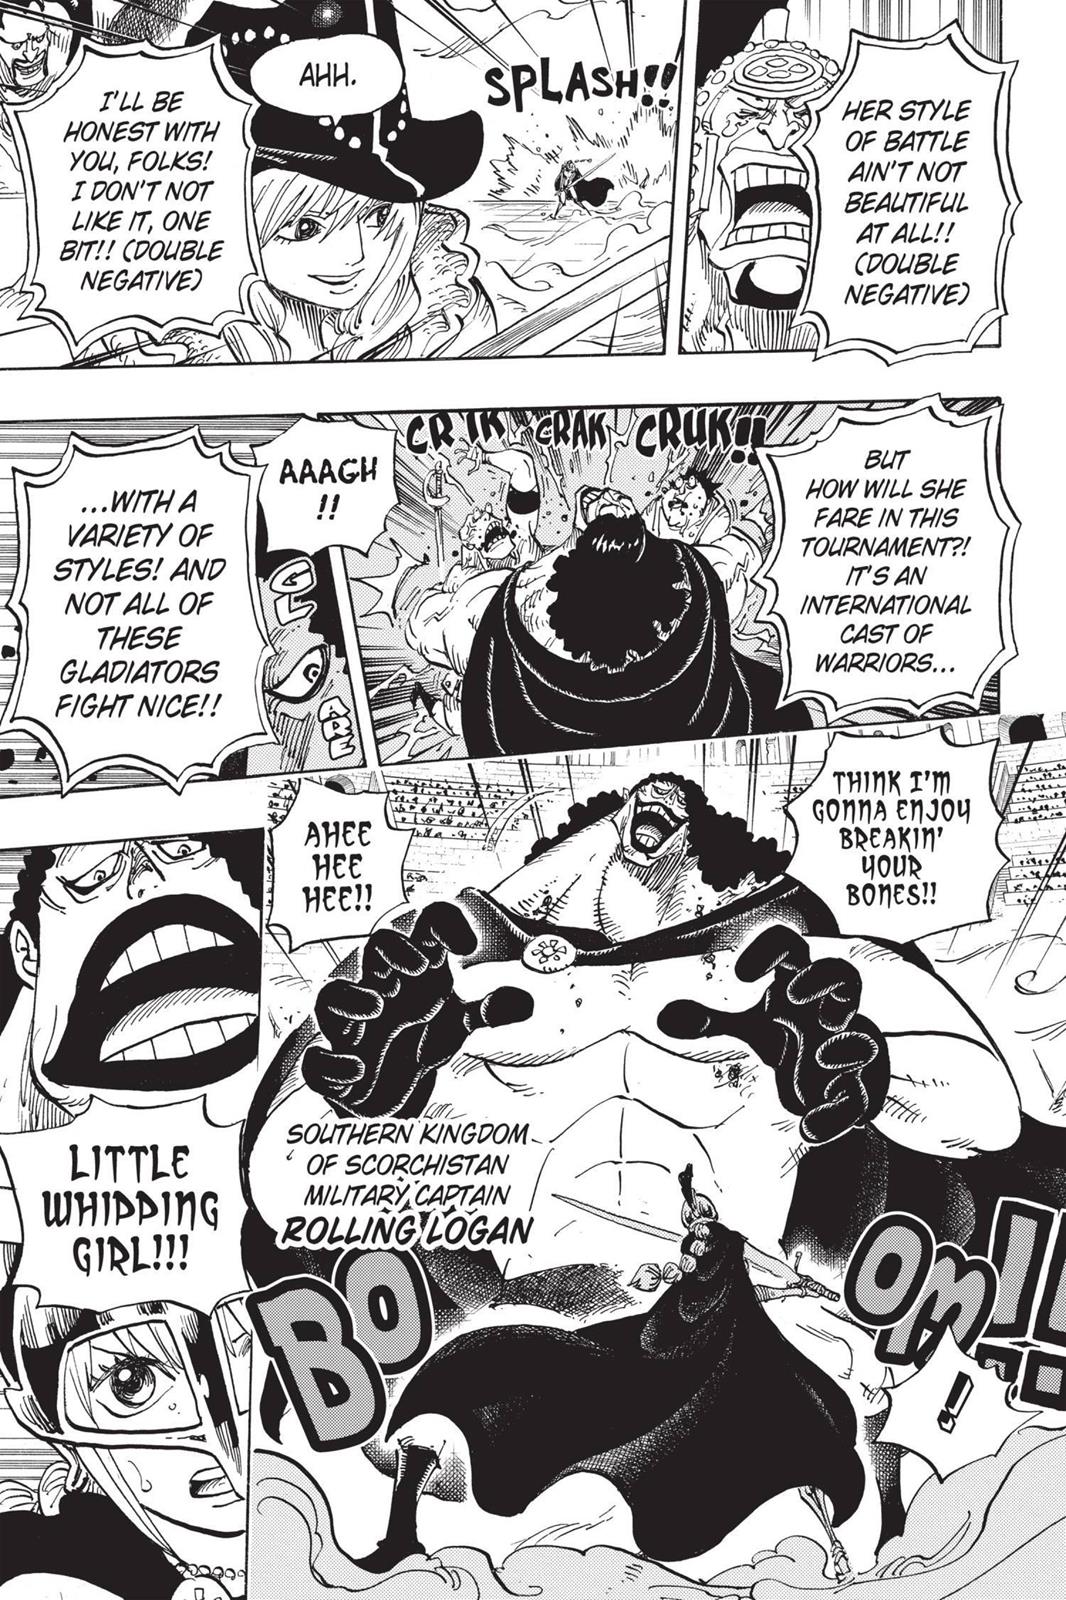 HER STYLE
OF BATTLE
AIN'T NOT
BEAUTIFUL
AT ALL!!
(DOUBLE
NEGATIVE)
SPLASH!!
AHH.
I'LL BE
HONEST WITH
YOU, FOLKS!
I DON'T NOT
LIKE IT, ONE
BIT!! (DOUBLE
NEGATIVE)
BUT
HOW WILL SHE
FARE IN THIS
TOURNAMENT?!
IT'S AN
INTERNATIONAL
CAST OF
WARRIORS...
CRIK CRAK CRUK!!
AAAGH
!!
GLARE
...WITH A
VARIETY OF
STYLES! AND
NOT ALL OF
THESE
GLADIATORS
FIGHT NICE!!
THINK I'M
GONNA ENJOY
BREAKIN'
YOUR
BONES!!
AHEE
HEE
HEE!!
SOUTHERN KINGDOM
OF SCORCHISTAN
MILITARY CAPTAIN
ROLLING LOGAN
BOOM!!
!
LITTLE
WHIPPING
GIRL!!!